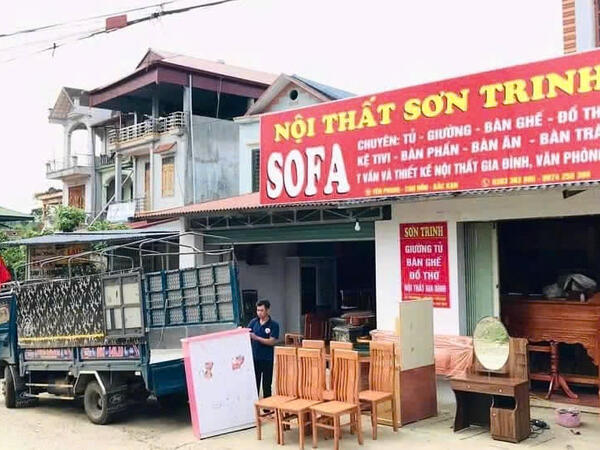 NỘI THẤT SƠN TRINH
SOFA
CHUYÊN: TỦ - GIƯỜNG - BÀN GHẾ - ĐỒ THỜ
KỆ TIVI - BÀN PHẤN - BÀN ĂN - BÀN TRÀ
T VẤN VÀ THIẾT KẾ NỘI THẤT GIA ĐÌNH, VĂN PHÒNG
SƠN TRINH
GIƯỜNG TỦ
BÀN GHẾ
ĐỒ THỜ
NỘI THẤT GIA ĐÌNH